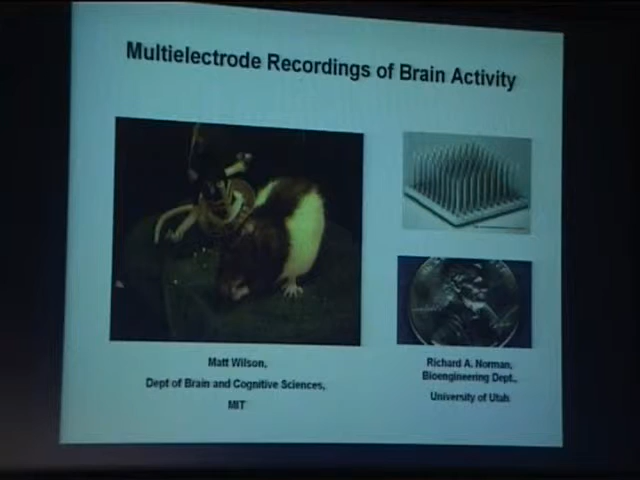 Multielectrode Recordings of Brain Activity
Matt Wilson,
Dept of Brain and Cognitive Sciences,
MIT
Richard A. Norman,
Bioengineering Dept.,
University of Utah